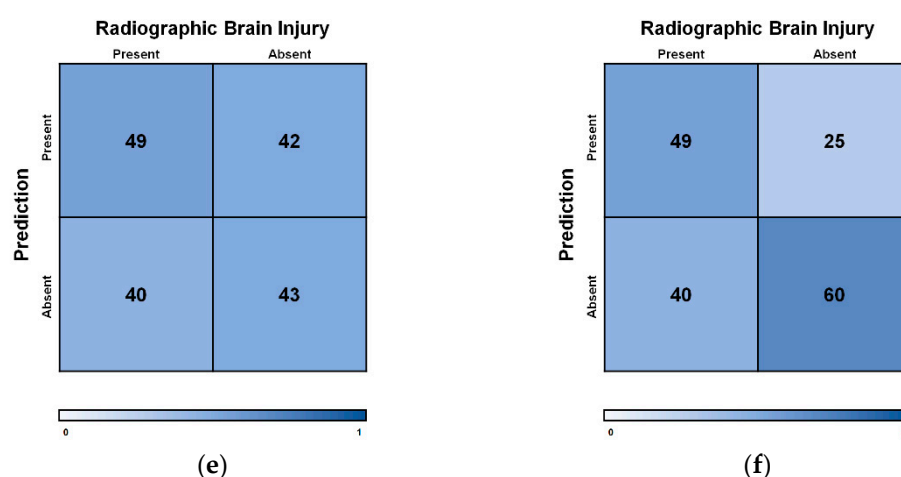 Radiographic Brain Injury
Present Absent
Prediction
Present
49 42
Absent
40 43
0 1
(e)
Radiographic Brain Injury
Present Absent
Prediction
Present
49 25
Absent
40 60
0
(f)